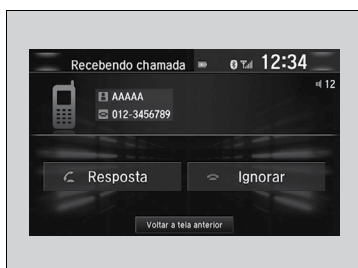 Recebendo chamada 12:34
12
AAAAA
012-3456789
Resposta Ignorar
Voltar a tela anterior